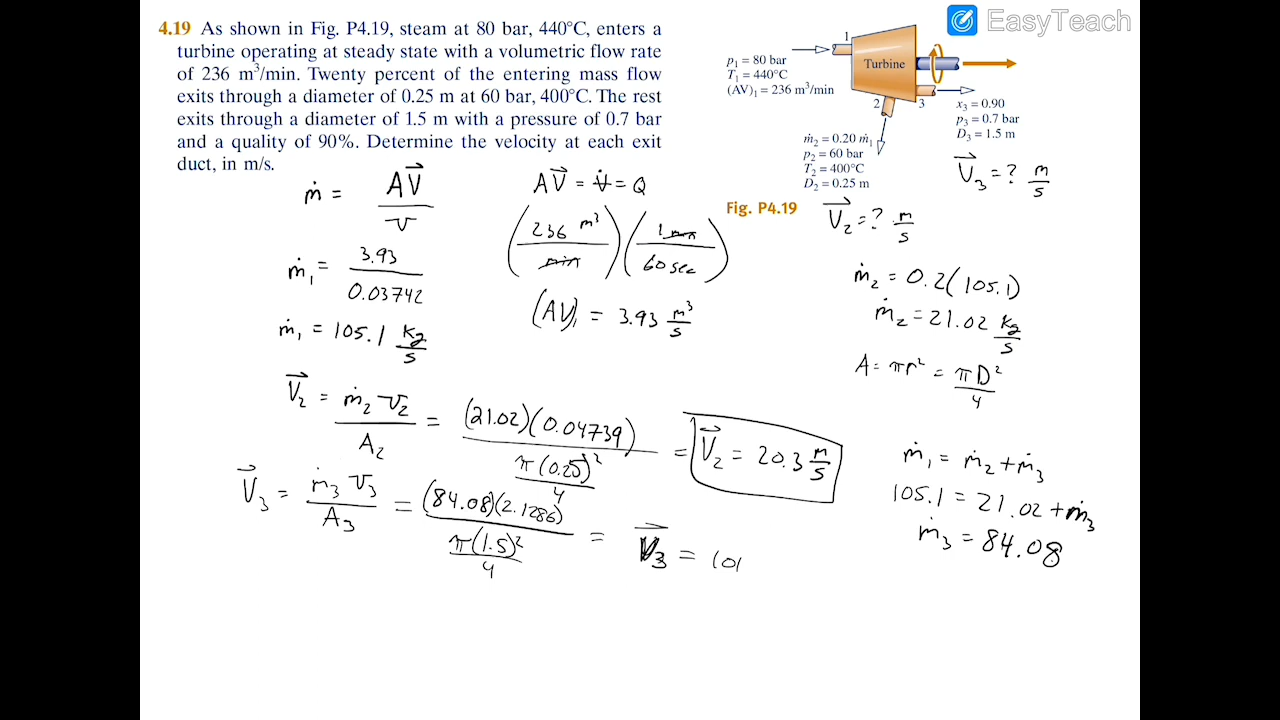 EasyTeach
4.19 As shown in Fig. P4.19, steam at 80 bar, 440°C, enters a
turbine operating at steady state with a volumetric flow rate
of 236 m³/min. Twenty percent of the entering mass flow
exits through a diameter of 0.25 m at 60 bar, 400°C. The rest
exits through a diameter of 1.5 m with a pressure of 0.7 bar
and a quality of 90%. Determine the velocity at each exit
duct, in m/s.
1
Turbine
p₁ = 80 bar
T₁ = 440°C
(AV)₁ = 236 m³/min
2
3
x₃ = 0.90
p₃ = 0.7 bar
D₃ = 1.5 m
ṁ₂ = 0.20 ṁ₁
p₂ = 60 bar
T₂ = 400°C
D₂ = 0.25 m
Fig. P4.19
V⃗₃ = ? m/s
V⃗₂ = ? m/s
ṁ = AV⃗/v
AV⃗ = V̇ = Q
(236 m³/min)(1 min/60 sec)
ṁ₁ = 3.93/0.03742
(AV)₁ = 3.93 m³/s
ṁ₁ = 105.1 kg/s
ṁ₂ = 0.2(105.1)
ṁ₂ = 21.02 kg/s
A = πr² = πD²/4
V⃗₂ = ṁ₂ v₂/A₂ = (21.02)(0.04739)/(π(0.25)²/4) = V⃗₂ = 20.3 m/s
V⃗₃ = ṁ₃ v₃/A₃ = (84.08)(2.1286)/(π(1.5)²/4) = V⃗₃ = 101
ṁ₁ = ṁ₂ + ṁ₃
105.1 = 21.02 + ṁ₃
ṁ₃ = 84.08